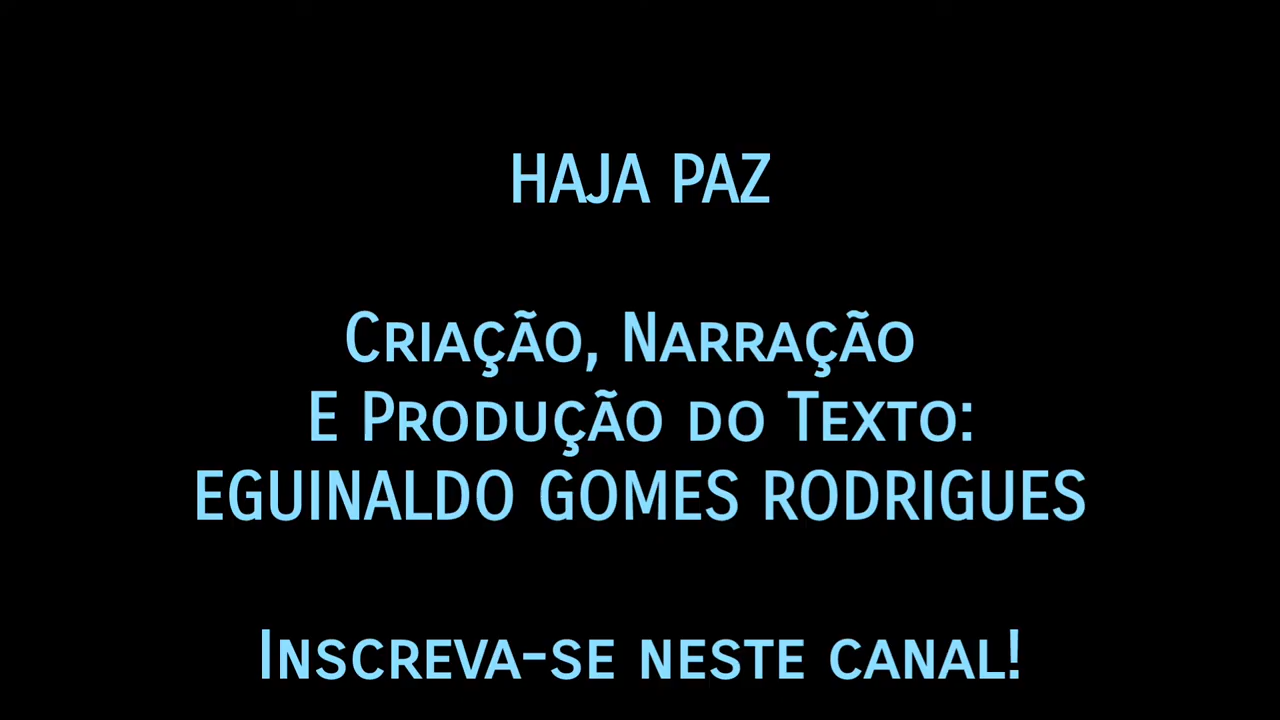 HAJA PAZ
Criação, Narração
E Produção do Texto:
EGUINALDO GOMES RODRIGUES
Inscreva-se neste canal!